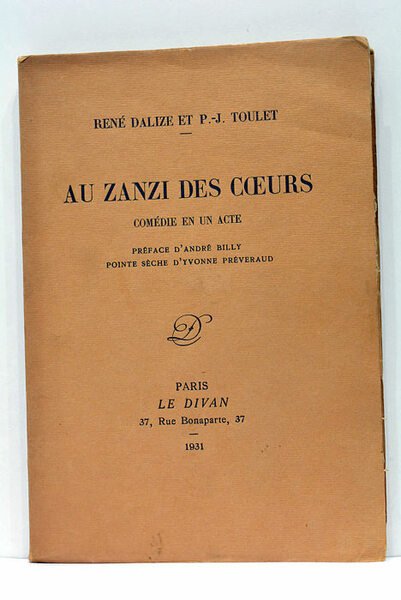 RENÉ DALIZE ET P.-J. TOULET
AU ZANZI DES CŒURS
COMÉDIE EN UN ACTE
PRÉFACE D'ANDRÉ BILLY
POINTE SÈCHE D'YVONNE PRÉVERAUD
D
PARIS
LE DIVAN
37, Rue Bonaparte, 37
1931